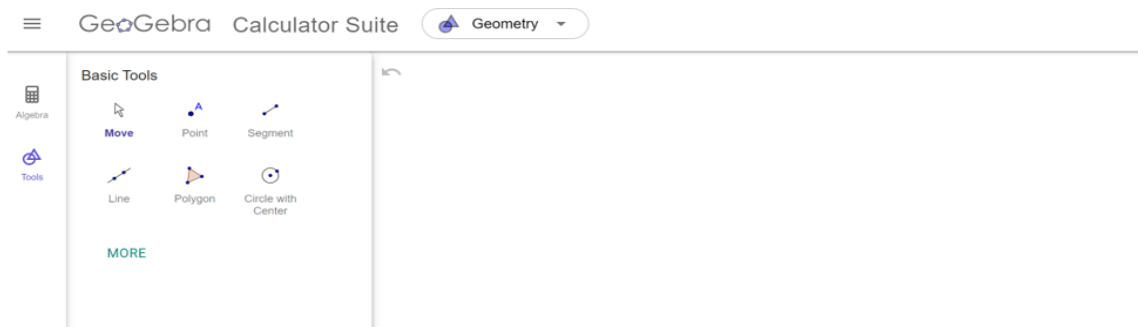 GeoGebra Calculator Suite Geometry
Basic Tools
Algebra
Tools
Move Point Segment
A
Line Polygon Circle with
Center
MORE